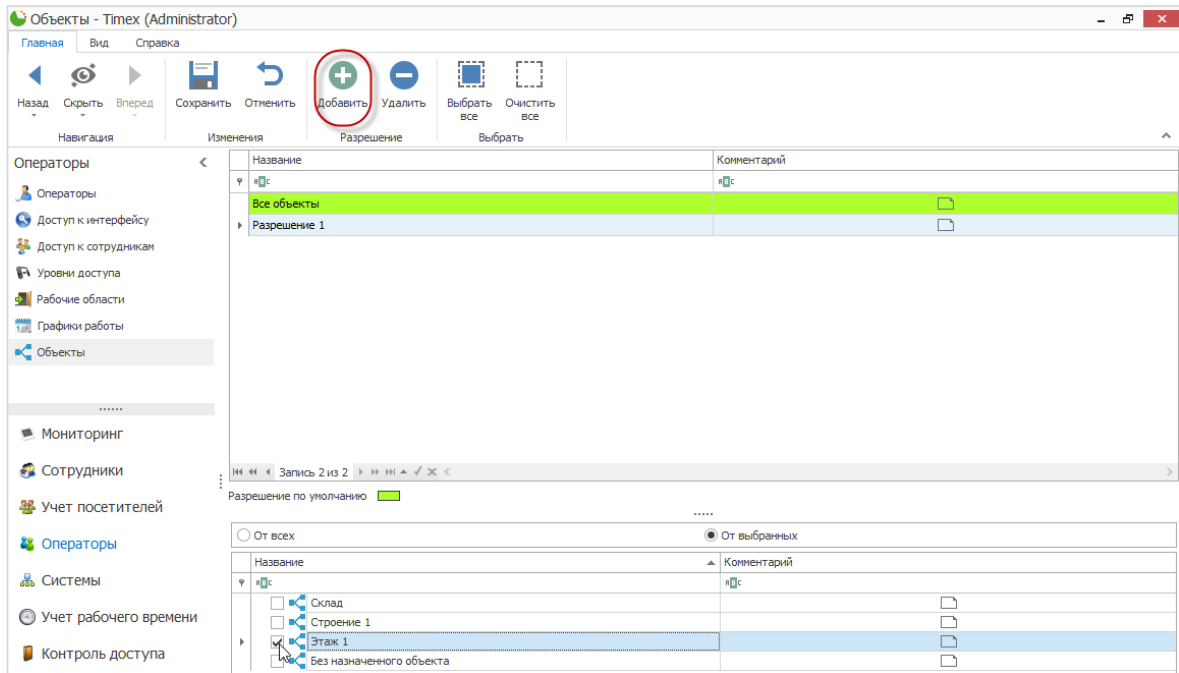 Объекты - Timex (Administrator)
Главная Вид Справка
Назад Скрыть Вперед Сохранить Отменить Добавить Удалить Выбрать все Очистить все
Навигация Изменения Разрешение Выбрать
Операторы
Операторы
Доступ к интерфейсу
Доступ к сотрудникам
Уровни доступа
Рабочие области
Графики работы
Объекты
Мониторинг
Сотрудники
Учет посетителей
Операторы
Системы
Учет рабочего времени
Контроль доступа
Название Комментарий
Все объекты
Разрешение 1
Запись 2 из 2
Разрешение по умолчанию
От всех От выбранных
Название Комментарий
Склад
Строение 1
Этаж 1
Без назначенного объекта